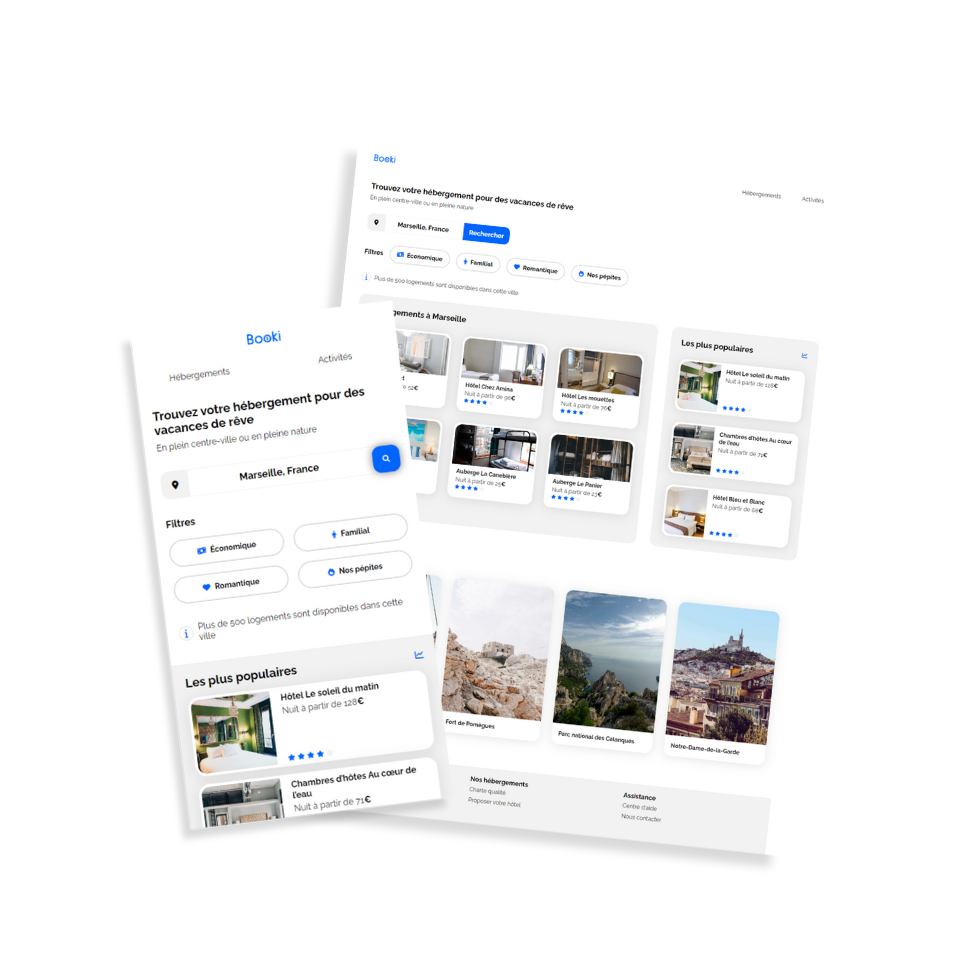 Booki
Hébergements
Activités
Trouvez votre hébergement pour des vacances de rêve
En plein centre-ville ou en pleine nature
Marseille, France
Rechercher
Filtres
Économique
Familial
Romantique
Nos pépites
Plus de 500 logements sont disponibles dans cette ville
à Marseille
52€
Hôtel Chez Amina
Nuit à partir de 96€
Hôtel Les mouettes
Nuit à partir de 76€
Auberge La Canebière
Nuit à partir de 25€
Auberge Le Panier
Nuit à partir de 23€
Les plus populaires
Hôtel Le soleil du matin
Nuit à partir de 128€
Chambres d'hôtes Au cœur
de l'eau
Nuit à partir de 71€
Hôtel Bleu et Blanc
Nuit à partir de 68€
Fort de Pomègues
Parc national des Calanques
Notre-Dame-de-la-Garde
Nos hébergements
Charte qualité
Proposer votre hôtel
Assistance
Centre d'aide
Nous contacter
Booki
Hébergements
Activités
Trouvez votre hébergement pour des
vacances de rêve
En plein centre-ville ou en pleine nature
Marseille, France
Filtres
Économique
Familial
Romantique
Nos pépites
Plus de 500 logements sont disponibles dans cette
ville
Les plus populaires
Hôtel Le soleil du matin
Nuit à partir de 128€
Chambres d'hôtes Au cœur de
l'eau
Nuit à partir de 71€